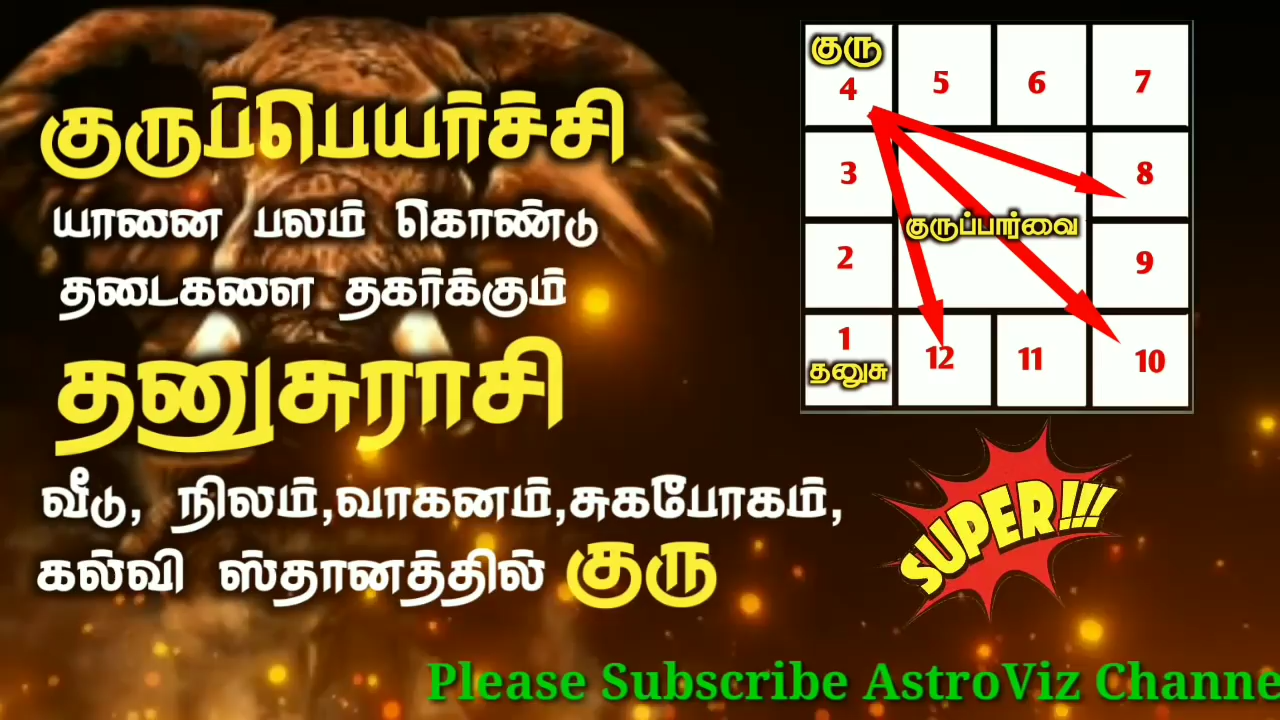 குருப்பெயர்ச்சி
யானை பலம் கொண்டு
தடைகளை தகர்க்கும்
தனுசுராசி
வீடு, நிலம்,வாகனம்,சுகபோகம்,
கல்வி ஸ்தானத்தில் குரு
குரு
4 5 6 7
3 8
குருப்பார்வை
2 9
1 12 11 10
தனுசு
SUPER!!!
Please Subscribe AstroViz Channe